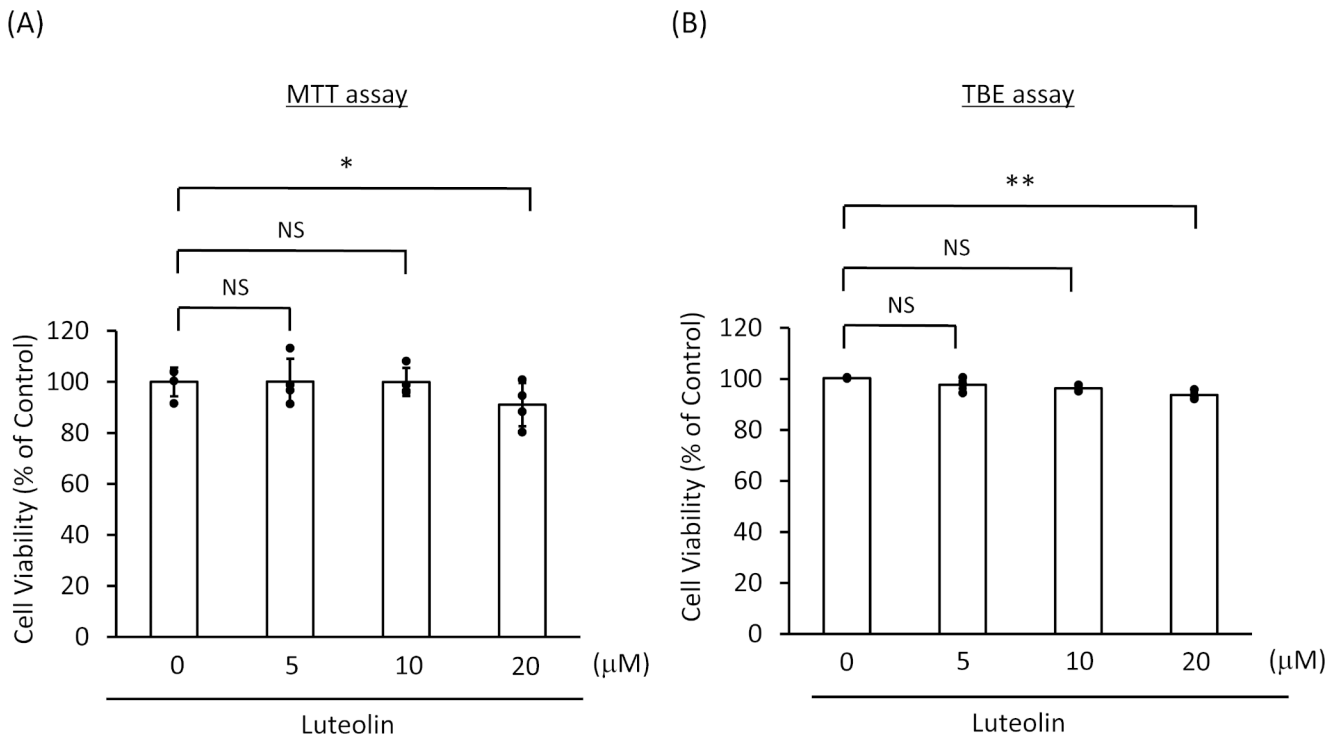 (A)
MTT assay
*
NS
NS
Cell Viability (% of Control)
120
100
80
60
40
20
0
0 5 10 20 (μM)
Luteolin
(B)
TBE assay
**
NS
NS
Cell Viability (% of Control)
120
100
80
60
40
20
0
0 5 10 20 (μM)
Luteolin